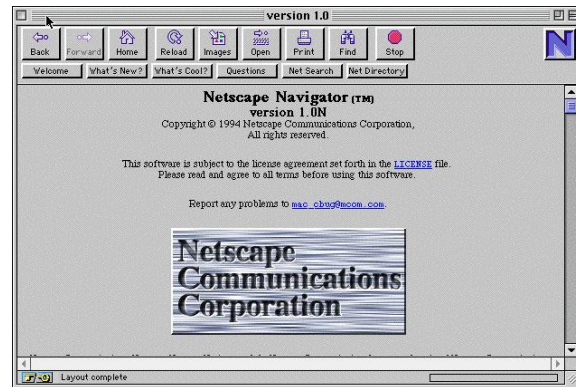 version 1.0
Back Forward Home Reload Images Open Print Find Stop
N
Welcome What's New? What's Cool? Questions Net Search Net Directory
Netscape Navigator (TM)
version 1.0N
Copyright © 1994 Netscape Communications Corporation,
All rights reserved.
This software is subject to the license agreement set forth in the LICENSE file.
Please read and agree to all terms before using this software.
Report any problems to mac_cbug@mcom.com.
Netscape
Communications
Corporation
Layout complete